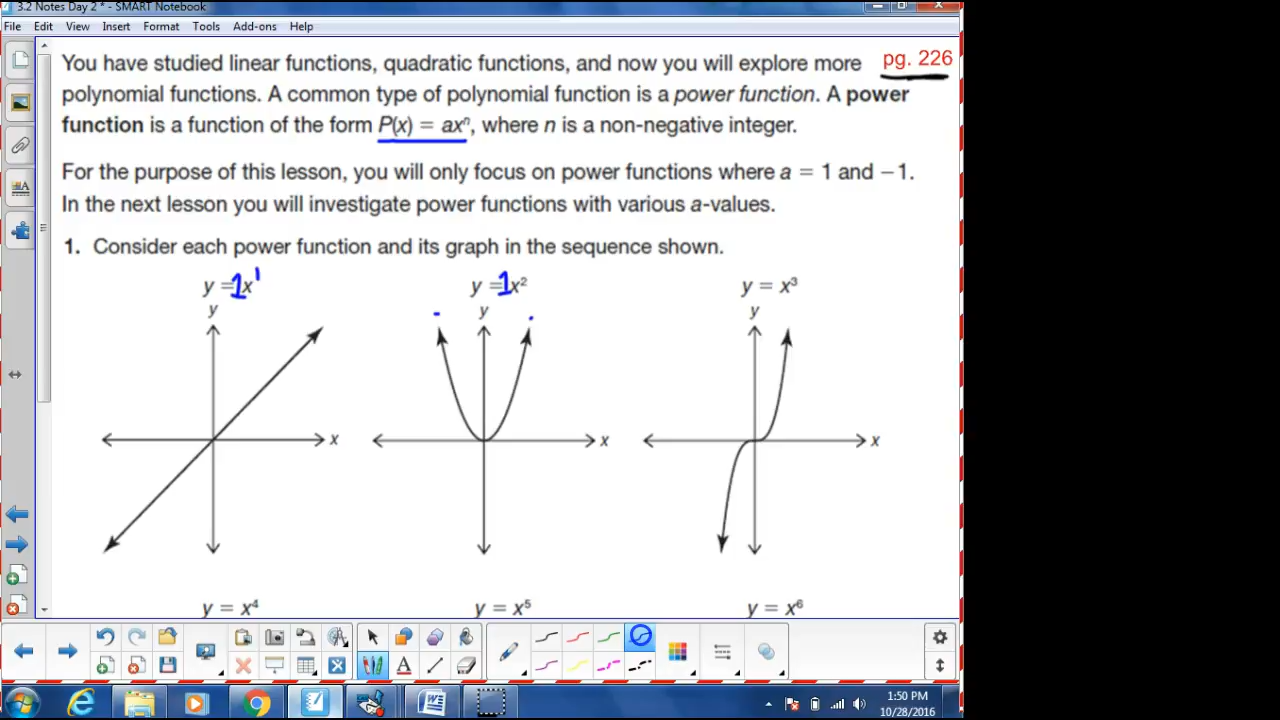 3.2 Notes Day 2 * - SMART Notebook
File Edit View Insert Format Tools Add-ons Help
You have studied linear functions, quadratic functions, and now you will explore more pg. 226
polynomial functions. A common type of polynomial function is a power function. A power
function is a function of the form P(x) = axⁿ, where n is a non-negative integer.
For the purpose of this lesson, you will only focus on power functions where a = 1 and −1.
In the next lesson you will investigate power functions with various a-values.
1. Consider each power function and its graph in the sequence shown.
y = 1x¹ y = 1x² y = x³
y y y
x x x
y = x⁴ y = x⁵ y = x⁶
1:50 PM
10/28/2016